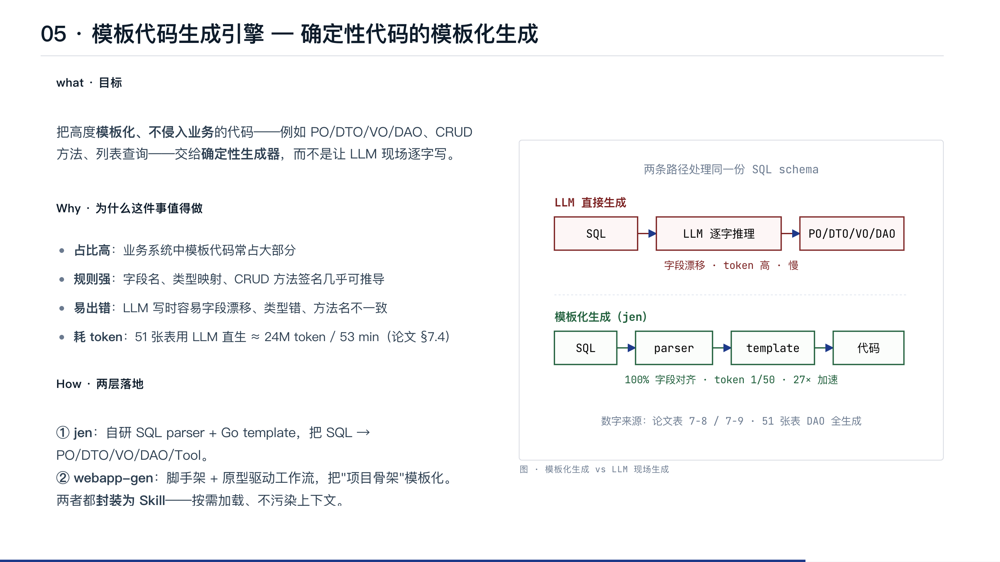 05 · 模板代码生成引擎 — 确定性代码的模板化生成
what · 目标
把高度模板化、不侵入业务的代码——例如 PO/DTO/VO/DAO、CRUD
方法、列表查询——交给确定性生成器，而不是让 LLM 现场逐字写。
Why · 为什么这件事值得做
• 占比高：业务系统中模板代码常占大部分
• 规则强：字段名、类型映射、CRUD 方法签名几乎可推导
• 易出错：LLM 写时容易字段漂移、类型错、方法名不一致
• 耗 token：51 张表用 LLM 直生 ≈ 24M token / 53 min（论文 §7.4）
How · 两层落地
① jen：自研 SQL parser + Go template，把 SQL →
PO/DTO/VO/DAO/Tool。
② webapp-gen：脚手架 + 原型驱动工作流，把"项目骨架"模板化。
两者都封装为 Skill——按需加载、不污染上下文。
两条路径处理同一份 SQL schema
LLM 直接生成
SQL
LLM 逐字推理
PO/DTO/VO/DAO
字段漂移 · token 高 · 慢
模板化生成（jen）
SQL
parser
template
代码
100% 字段对齐 · token 1/50 · 27× 加速
数字来源：论文表 7-8 / 7-9 · 51 张表 DAO 全生成
图 · 模板化生成 vs LLM 现场生成